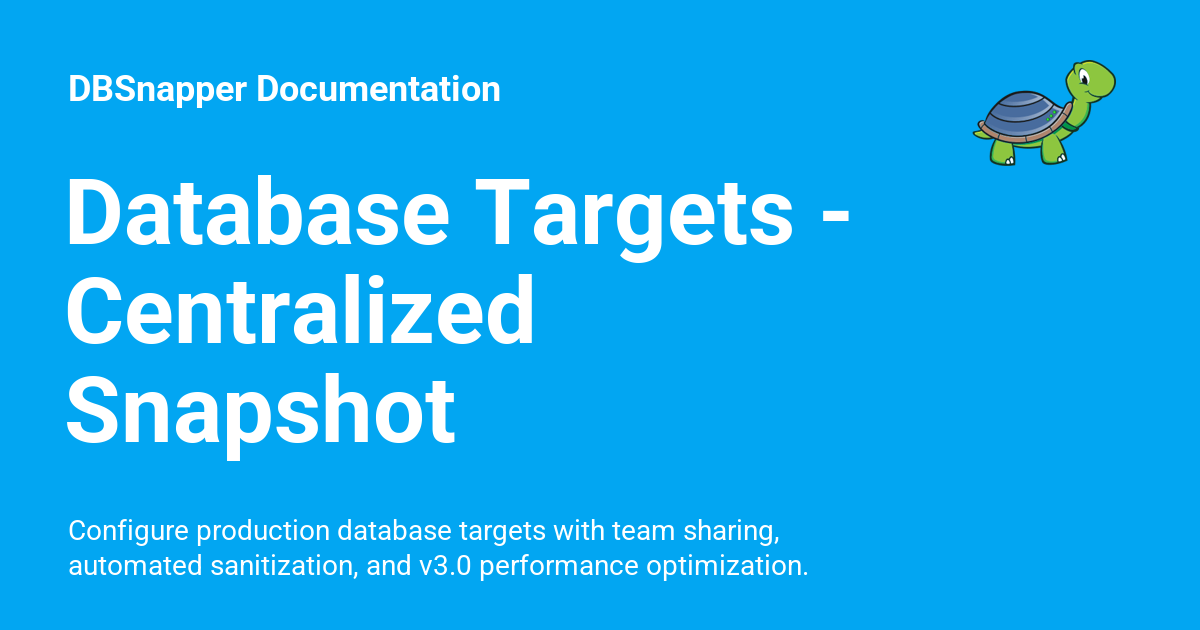 DBSnapper Documentation
Database Targets -
Centralized
Snapshot
Configure production database targets with team sharing,
automated sanitization, and v3.0 performance optimization.